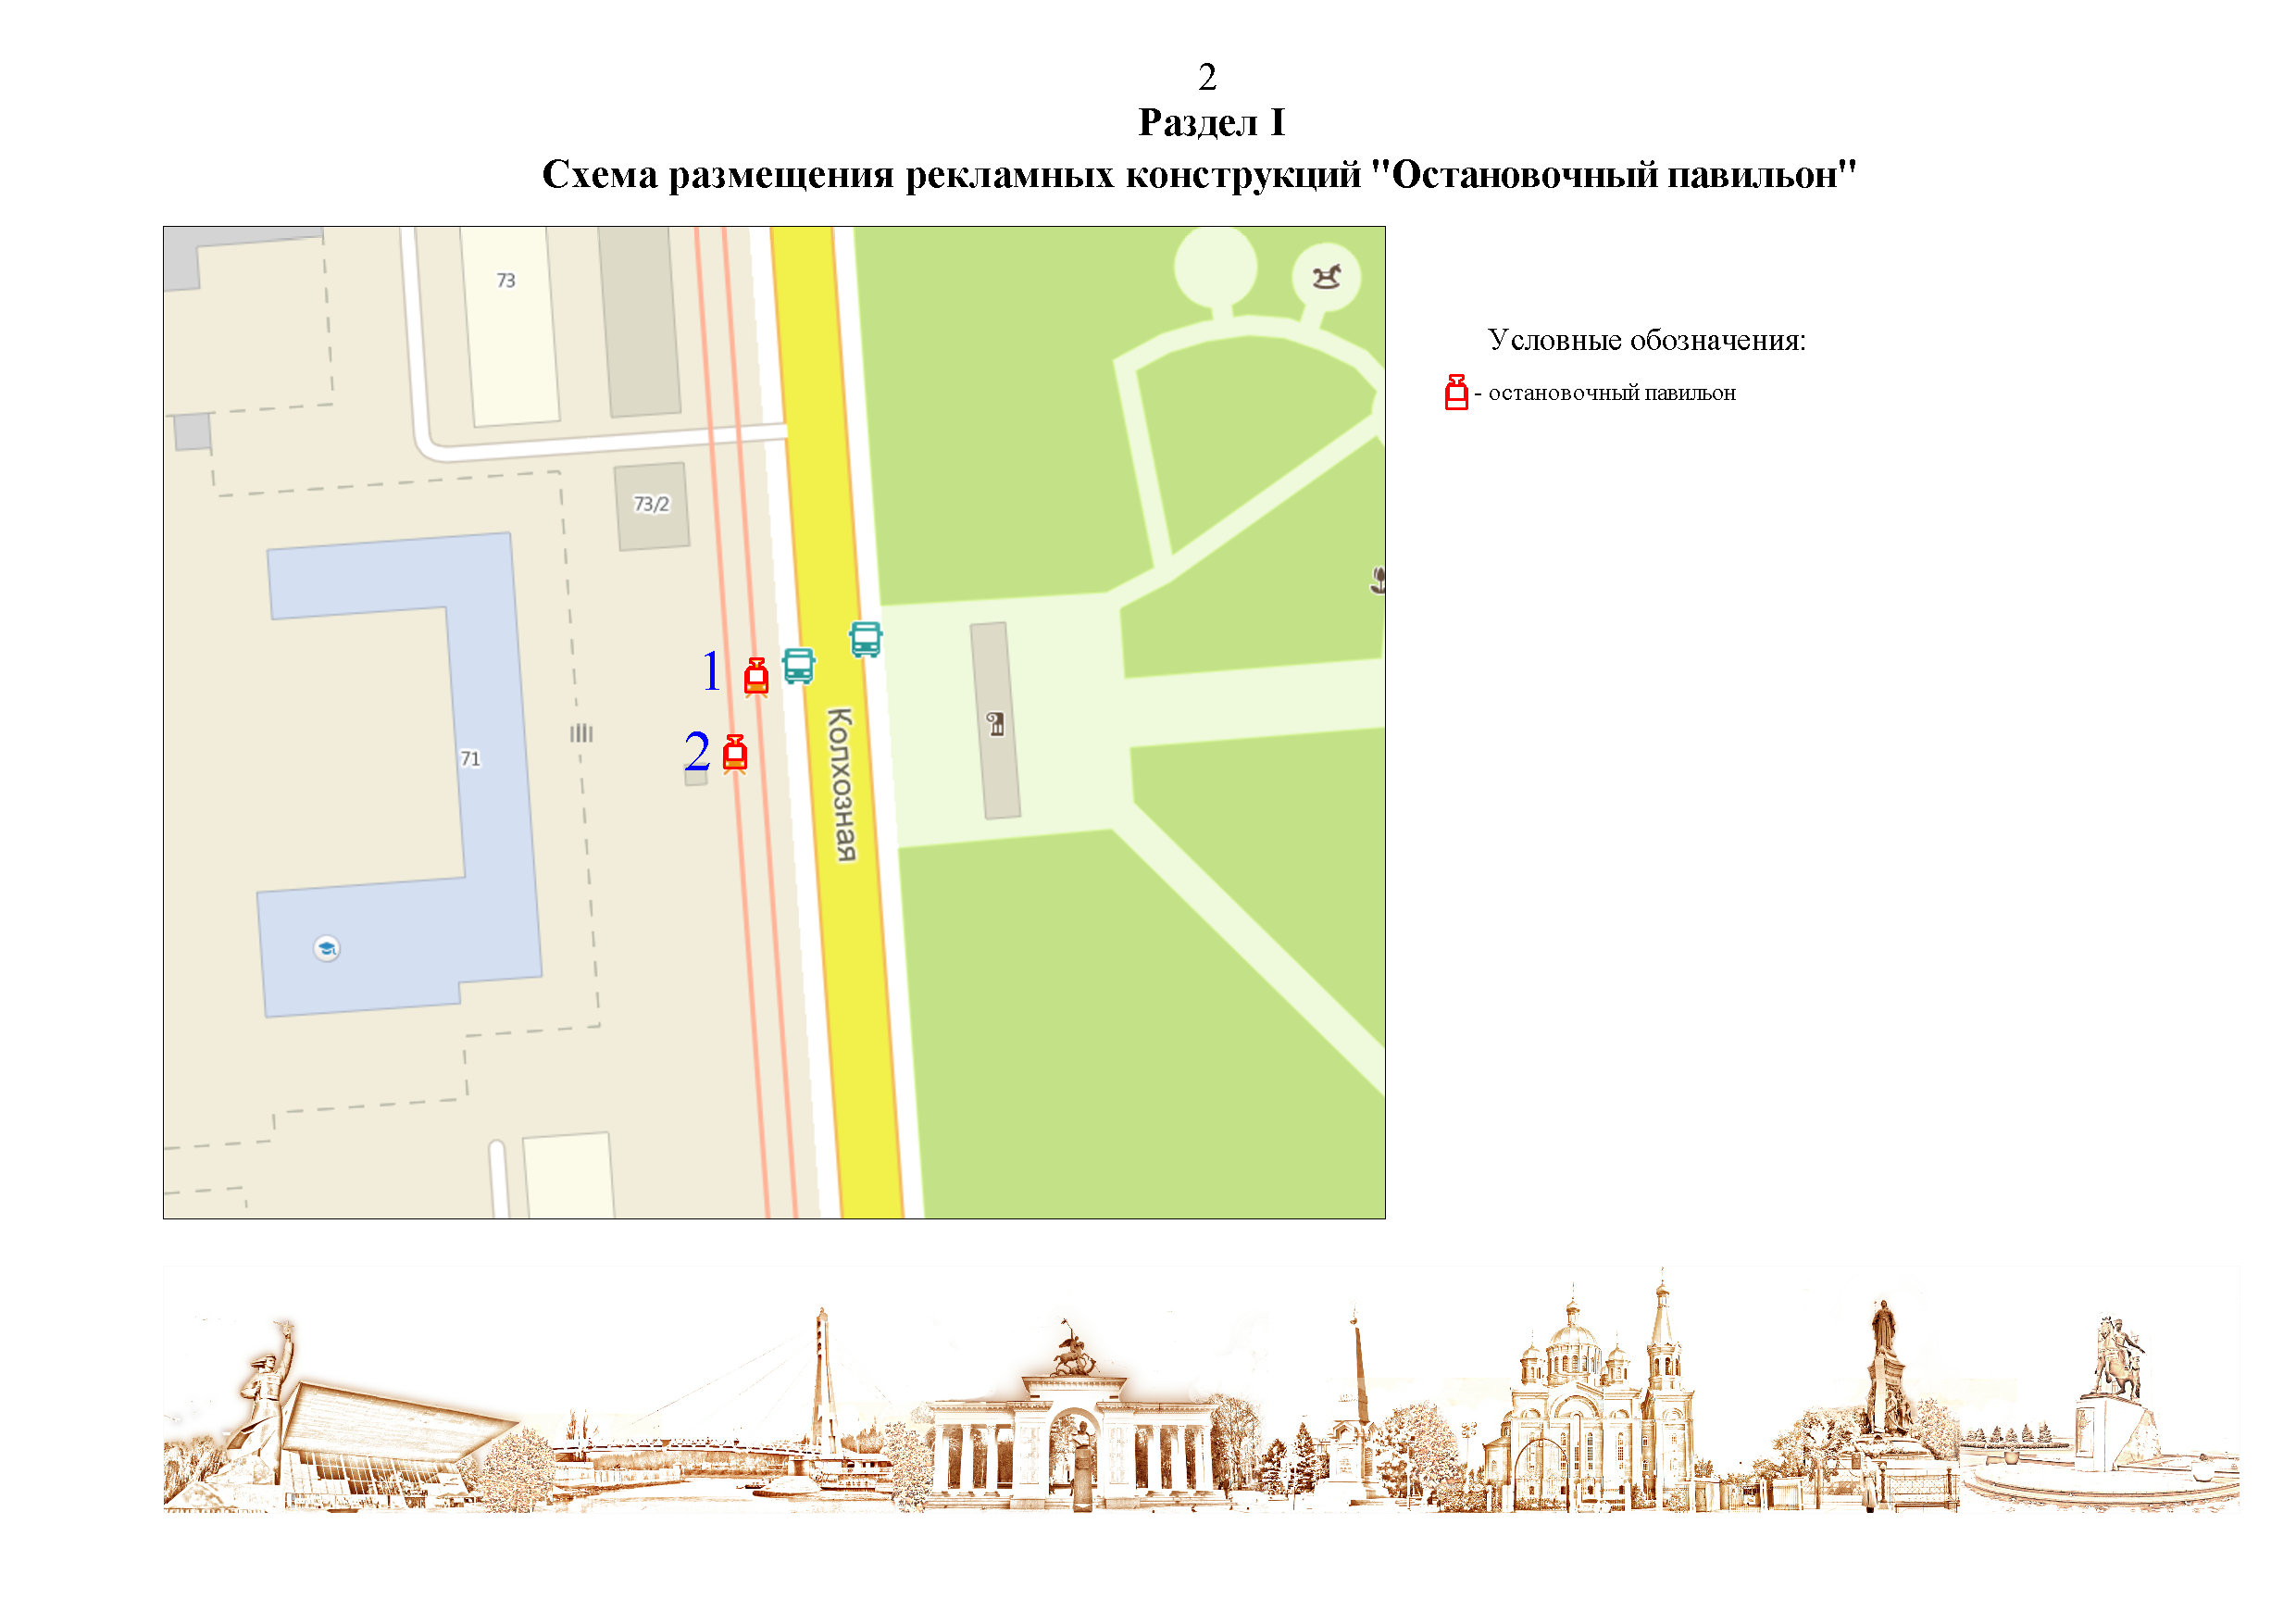 2
Раздел I
Схема размещения рекламных конструкций "Остановочный павильон"
73
Условные обозначения:
- остановочный павильон
73/2
1
Колхозная
2
71